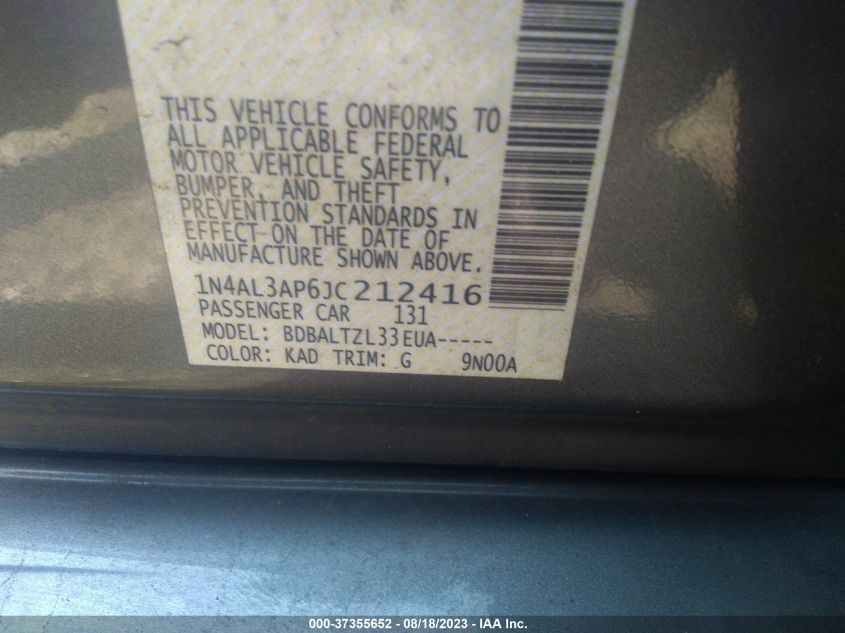 THIS VEHICLE CONFORMS TO
ALL APPLICABLE FEDERAL
MOTOR VEHICLE SAFETY,
BUMPER, AND THEFT
PREVENTION STANDARDS IN
EFFECT ON THE DATE OF
MANUFACTURE SHOWN ABOVE.
1N4AL3AP6JC212416
PASSENGER CAR 131
MODEL: BDBALTZL33EUA-----
COLOR: KAD TRIM: G 9N00A
000-37355652 - 08/18/2023 - IAA Inc.